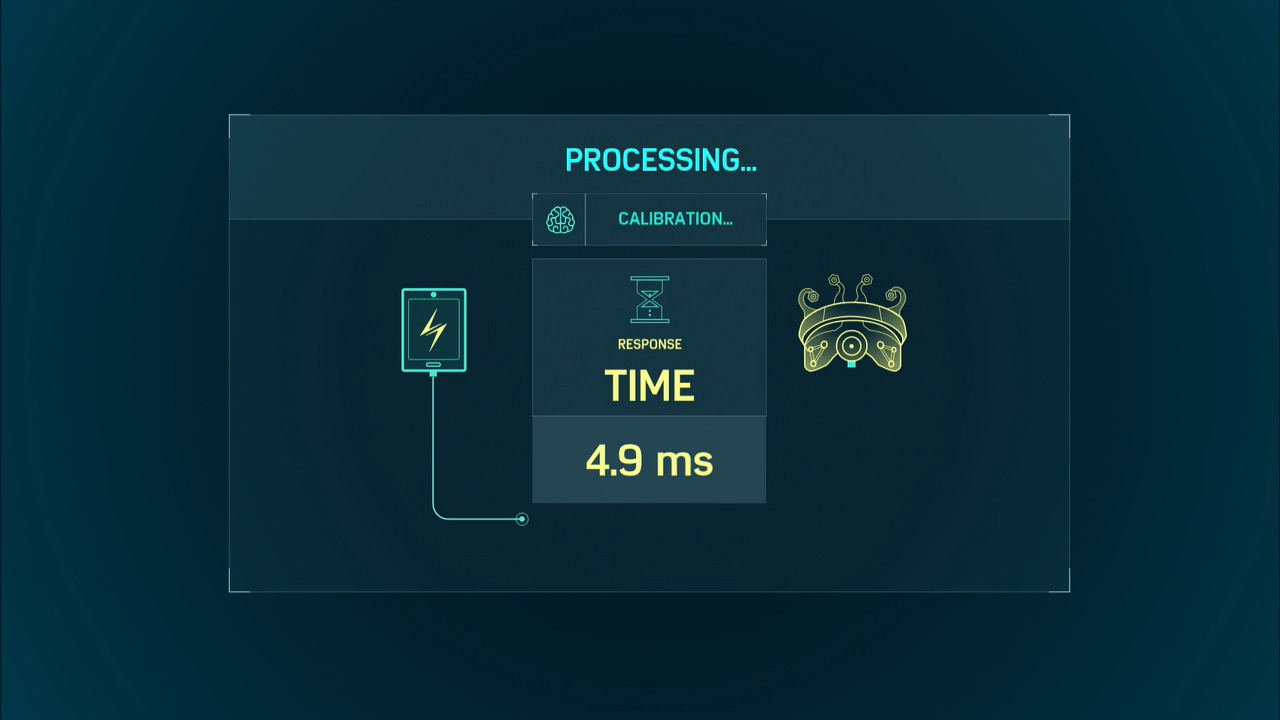 PROCESSING...
CALIBRATION...
RESPONSE
TIME
4.9 ms